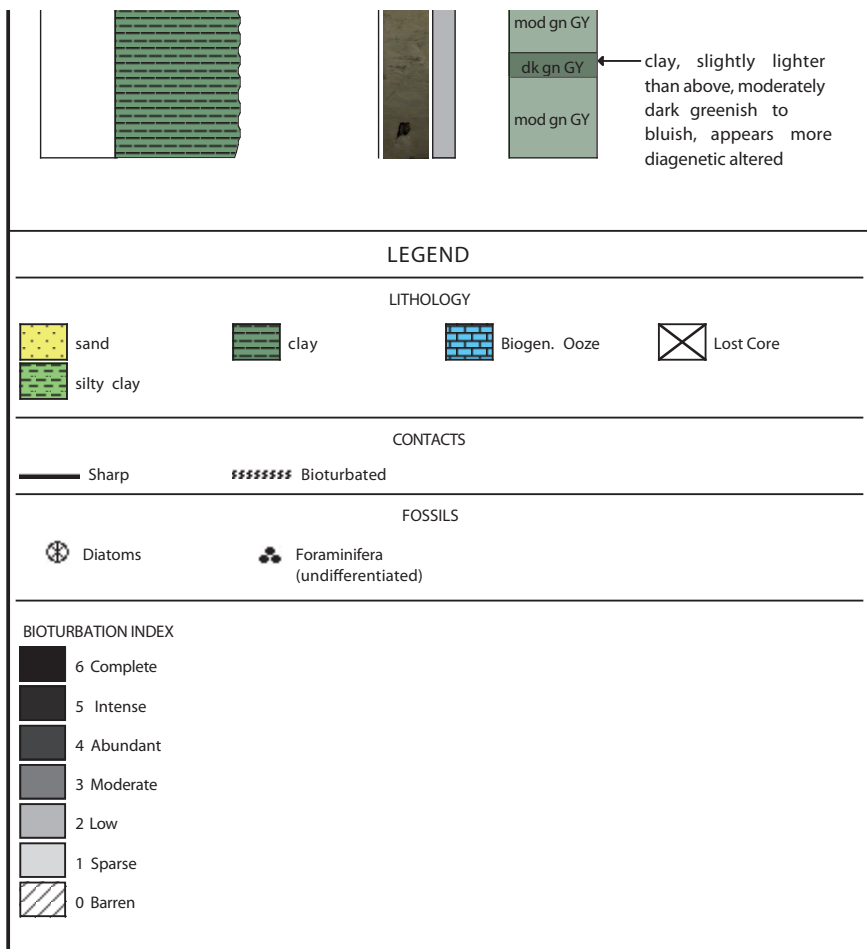 mod gn GY
dk gn GY
mod gn GY
clay, slightly lighter
than above, moderately
dark greenish to
bluish, appears more
diagenetic altered
LEGEND
LITHOLOGY
sand
clay
Biogen. Ooze
Lost Core
silty clay
CONTACTS
Sharp
Bioturbated
FOSSILS
Diatoms
Foraminifera
(undifferentiated)
BIOTURBATION INDEX
6 Complete
5 Intense
4 Abundant
3 Moderate
2 Low
1 Sparse
0 Barren